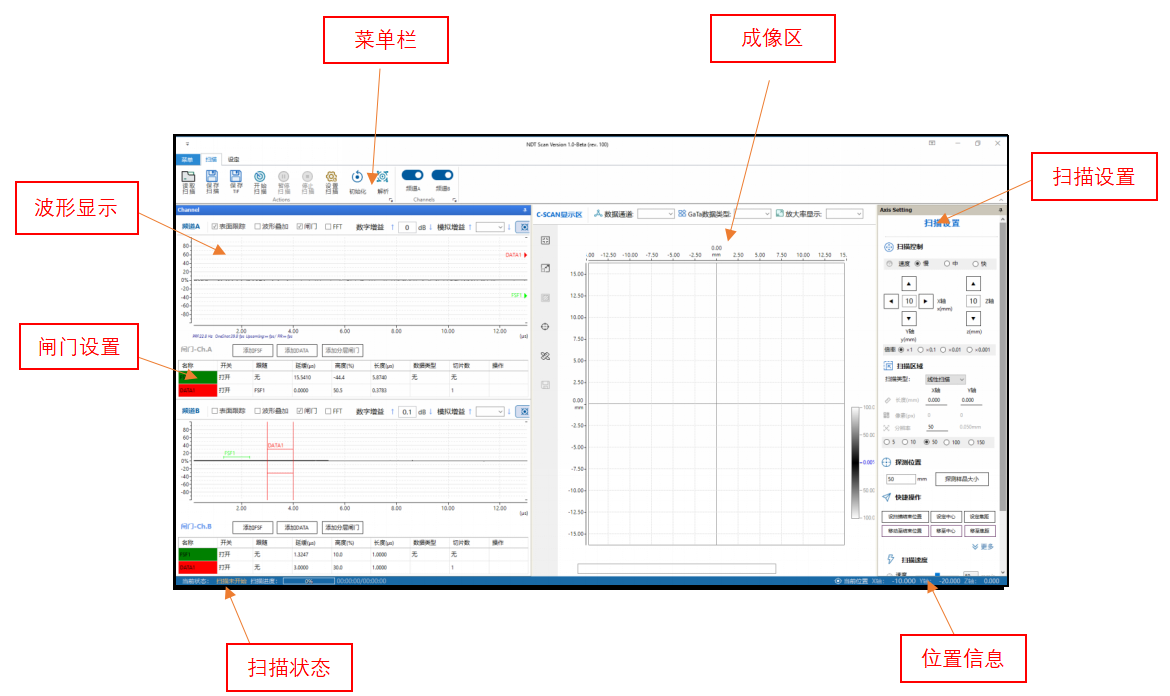 菜单栏
成像区
扫描设置
波形显示
闸门设置
扫描状态
位置信息
NDT Scan Version 1.0-Beta (rev. 100)
菜单 扫描 设定
读取扫描 保存扫描 保存TIF 开始扫描 暂停扫描 停止扫描 设置扫描 初始化 解析 频道A 频道B
Actions Channels
Channel
频道A 表面跟踪 波形叠加 闸门 FFT 数字增益 0 dB 模拟增益
80
60
40
20
0%
-20
-40
-60
-80
DATA1
FSF1
2.00 4.00 6.00 8.00 10.00 12.00
(μs)
闸门-Ch.A 添加FSF 添加DATA 添加分层闸门
名称 开关 跟随 延缓(μs) 高度(%) 长度(μs) 数据类型 切片数 操作
打开 无 15.5410 -44.4 5.8740 无 无
DATA1 打开 FSF1 0.0000 50.5 0.2783 1
频道B 表面跟踪 波形叠加 闸门 FFT 数字增益 0.1 dB 模拟增益
80
60
40
20
0%
-20
-40
-60
-80
FSF1
DATA1
2.00 4.00 6.00 8.00 10.00 12.00
(μs)
闸门-Ch.B 添加FSF 添加DATA 添加分层闸门
名称 开关 跟随 延缓(μs) 高度(%) 长度(μs) 数据类型 切片数 操作
FSF1 打开 无 1.5247 10.0 1.0000 无 无
DATA1 打开 无 3.0000 30.0 1.0000 1
C-SCAN显示区 数据通道: GaTa数据类型: 放大率显示:
0.00
mm
.00 -12.50 -10.00 -7.50 -5.00 -2.50 2.50 5.00 7.50 10.00 12.50 15.
15.00
12.50
10.00
7.50
5.00
2.50
0.00
mm
-2.50
-5.00
-7.50
-10.00
-12.50
-15.00
100.0
50.00
0.001
50.00
100.0
Axis Setting
扫描设置
扫描控制
速度 慢 中 快
10 X轴 x(mm)
Y轴 y(mm)
10 Z轴
z(mm)
倍率 ×1 ×0.1 ×0.01 ×0.001
扫描区域
扫描类型: 线性扫描
X轴 Y轴
长度(mm) 0.000 0.000
像素(px) 0 0
分辨率 50 0.050mm
5 10 50 100 150
探测位置
50 mm 探测样品大小
快捷操作
设扫描结束位置 设定中心 设定焦距
移动至结束位置 移至中心 移至焦距
更多
扫描速度
速度
当前状态: 扫描未开始 扫描进度: 0% 00:00:00/00:00:00
当前位置 X轴: -10.000 Y轴: -20.000 Z轴: 0.000